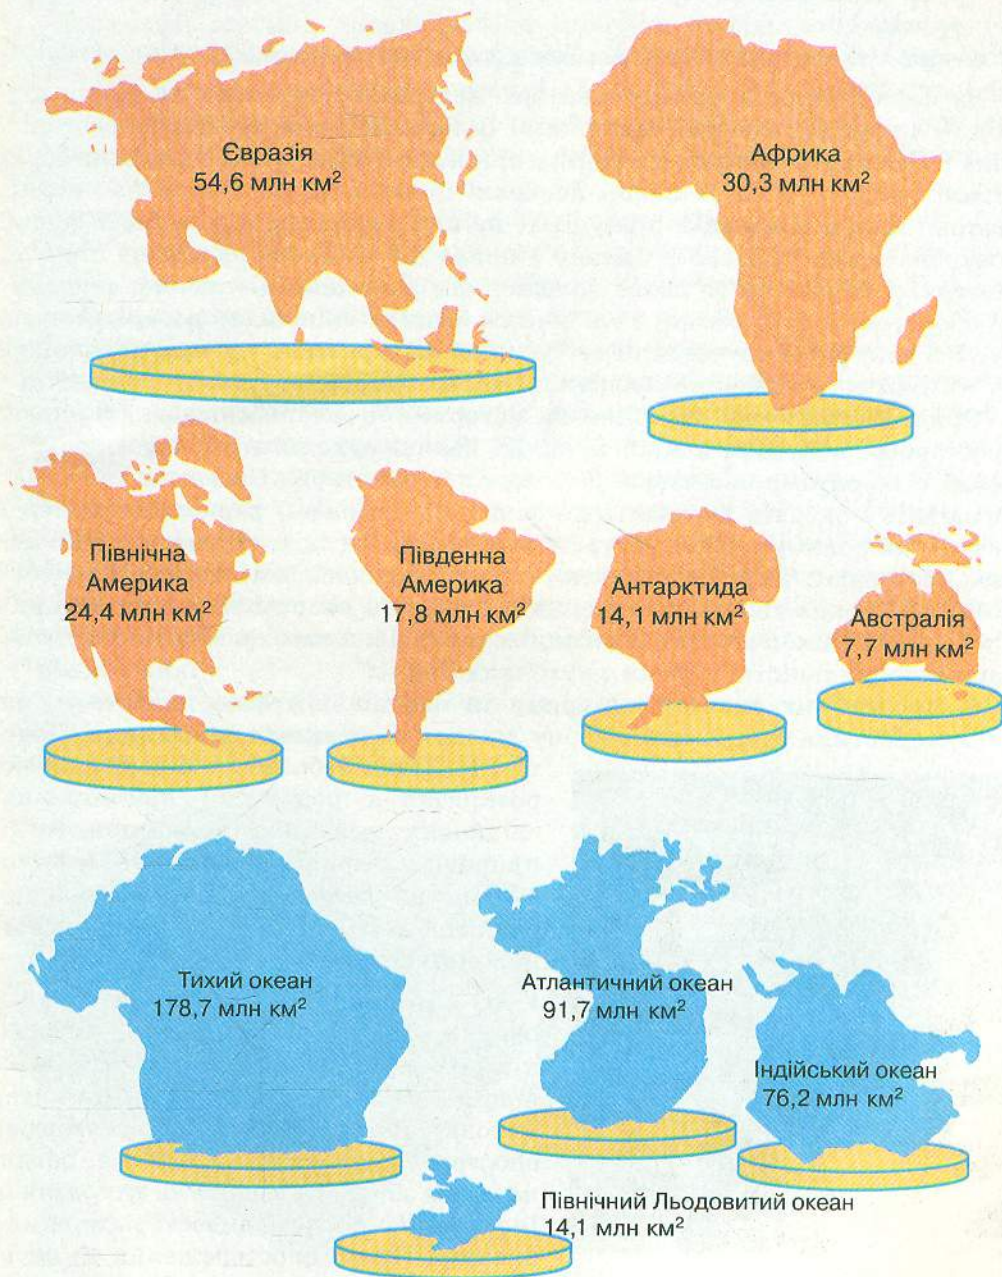 Євразія
54,6 млн км²
Африка
30,3 млн км²
Північна
Америка
24,4 млн км²
Південна
Америка
17,8 млн км²
Антарктида
14,1 млн км²
Австралія
7,7 млн км²
Тихий океан
178,7 млн км²
Атлантичний океан
91,7 млн км²
Індійський океан
76,2 млн км²
Північний Льодовитий океан
14,1 млн км²